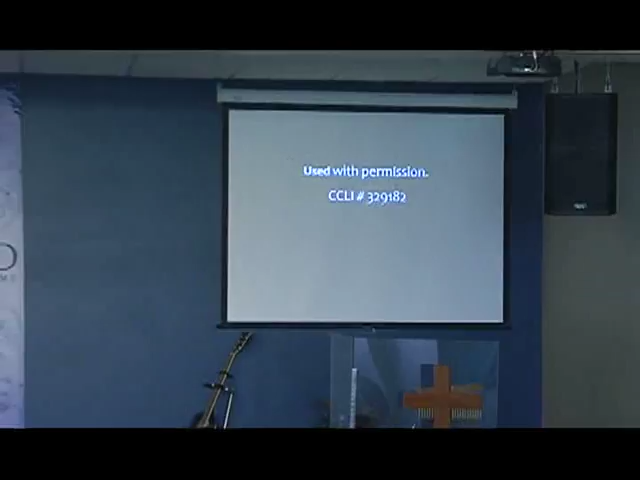 Used with permission.
CCLI # 329182